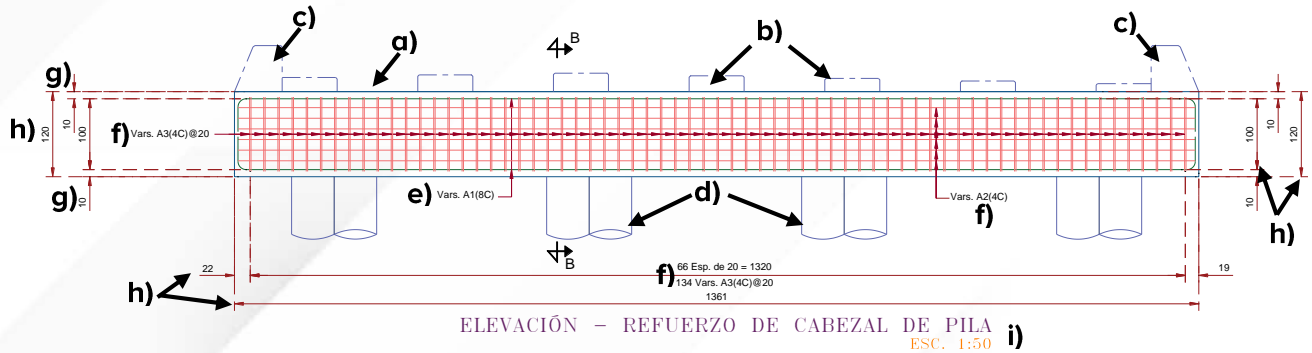 c)
c)
a)
B
b)
g)
10
100
h)
120
f) Vars. A3(4C)@20
10
100
120
g)
10
e) Vars. A1(8C)
d)
Vars. A2(4C)
f)
10
h)
B
22
f) 66 Esp. de 20 = 1320
134 Vars. A3(4C)@20
19
h)
1361
ELEVACIÓN - REFUERZO DE CABEZAL DE PILA
ESC. 1:50
i)